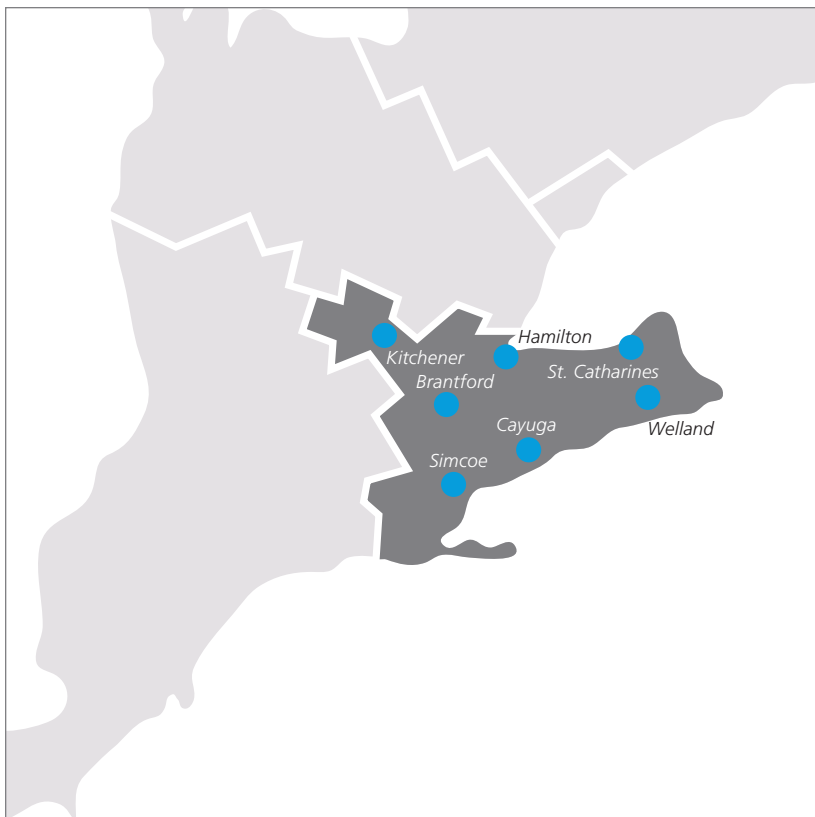 Hamilton
Kitchener
St. Catharines
Brantford
Cayuga
Welland
Simcoe